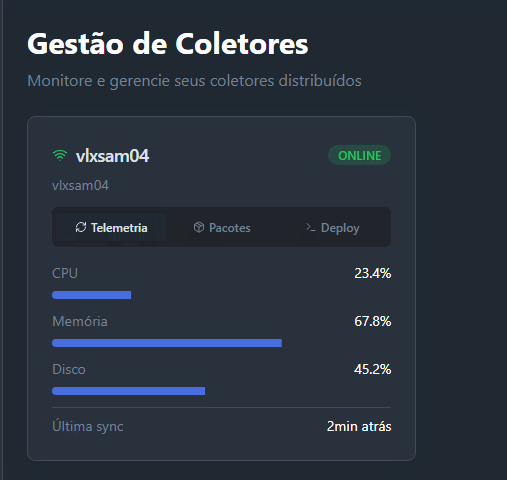 Gestão de Coletores
Monitore e gerencie seus coletores distribuídos
vlxsam04 ONLINE
vlxsam04
Telemetria Pacotes Deploy
CPU 23.4%
Memória 67.8%
Disco 45.2%
Última sync 2min atrás